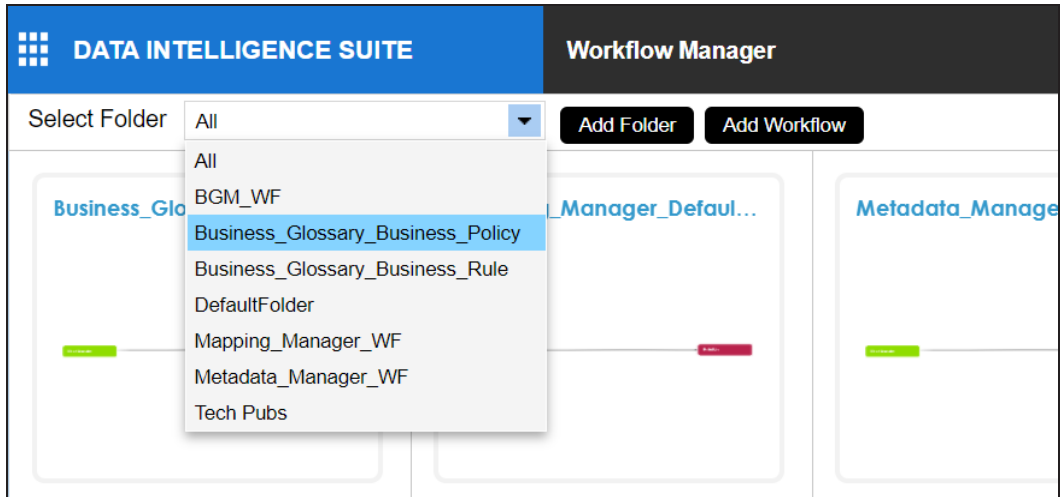 DATA INTELLIGENCE SUITE Workflow Manager
Select Folder All Add Folder Add Workflow
All
BGM_WF
Business_Glo _Manager_Defaul... Metadata_Manage
Business_Glossary_Business_Policy
Business_Glossary_Business_Rule
DefaultFolder
Mapping_Manager_WF
Metadata_Manager_WF
Tech Pubs